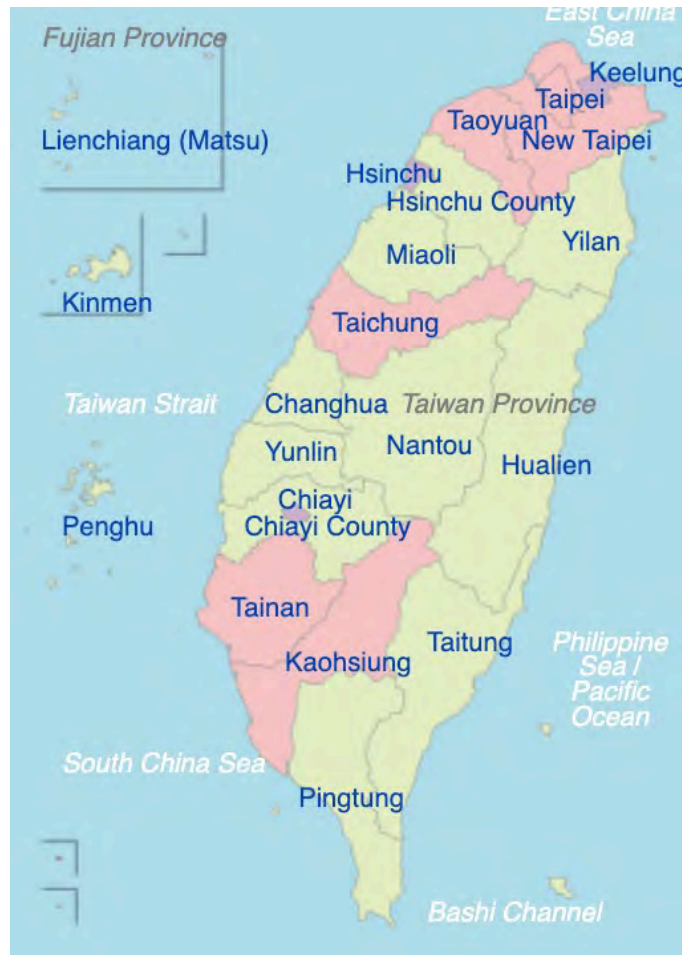 East China
Sea
Fujian Province
Keelung
Taipei
Taoyuan
New Taipei
Lienchiang (Matsu)
Hsinchu
Hsinchu County
Yilan
Miaoli
Kinmen
Taichung
Taiwan Strait
Changhua
Taiwan Province
Yunlin
Nantou
Hualien
Chiayi
Penghu
Chiayi County
Tainan
Taitung
Kaohsiung
Philippine
Sea /
Pacific
Ocean
South China Sea
Pingtung
Bashi Channel